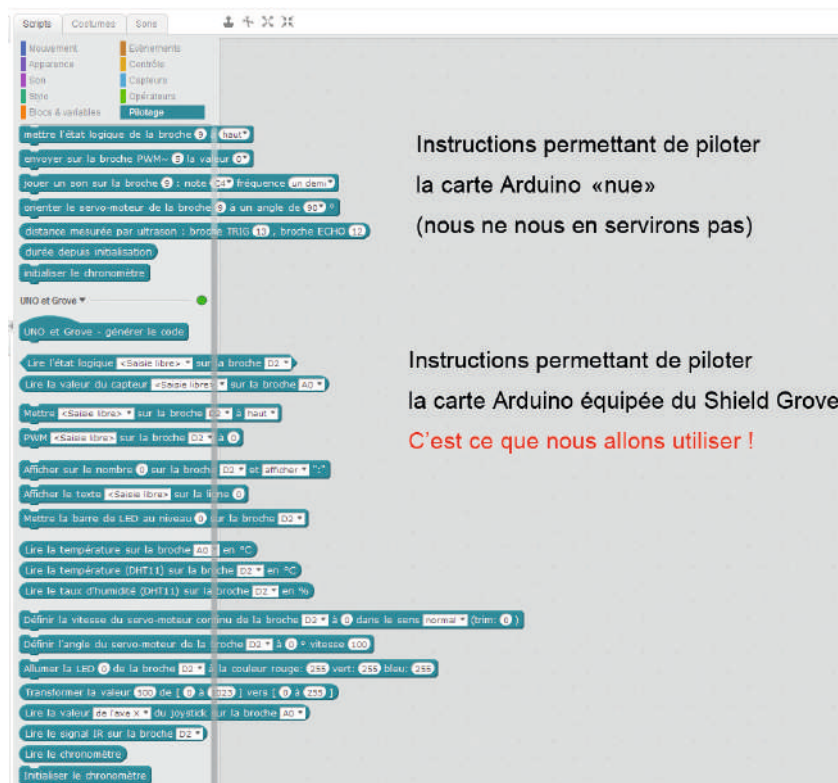 Scripts Costumes Sons
Mouvement Evènements
Apparence Contrôle
Son Capteurs
Stylo Opérateurs
Blocs & variables Pilotage
mettre l'état logique de la broche 9 à haut
envoyer sur la broche PWM~ 5 la valeur 0
jouer un son sur la broche 9 : note C4 fréquence un demi
orienter le servo-moteur de la broche 9 à un angle de 90 °
distance mesurée par ultrason : broche TRIG 13 , broche ECHO 12
durée depuis initialisation
initialiser le chronomètre
Instructions permettant de piloter
la carte Arduino «nue»
(nous ne nous en servirons pas)
UNO et Grove
UNO et Grove - générer le code
Lire l'état logique <Saisie libre> sur la broche D2
Lire la valeur du capteur <Saisie libre> sur la broche A0
Mettre <Saisie libre> sur la broche D2 à haut
PWM <Saisie libre> sur la broche D2 à 0
Afficher sur le nombre 0 sur la broche D2 et afficher ":"
Afficher le texte <Saisie libre> sur la ligne 0
Mettre la barre de LED au niveau 0 sur la broche D2
Instructions permettant de piloter
la carte Arduino équipée du Shield Grove
C'est ce que nous allons utiliser !
Lire la température sur la broche A0 en °C
Lire la température (DHT11) sur la broche D2 en °C
Lire le taux d'humidité (DHT11) sur la broche D2 en %
Définir la vitesse du servo-moteur continu de la broche D2 à 0 dans le sens normal (trim: 0 )
Définir l'angle du servo-moteur de la broche D2 à 0 ° vitesse 100
Allumer la LED 0 de la broche D2 à la couleur rouge: 255 vert: 255 bleu: 255
Transformer la valeur 500 de [ 0 à 1023 ] vers [ 0 à 255 ]
Lire la valeur de l'axe X du joystick sur la broche A0
Lire le signal IR sur la broche D2
Lire le chronomètre
Initialiser le chronomètre